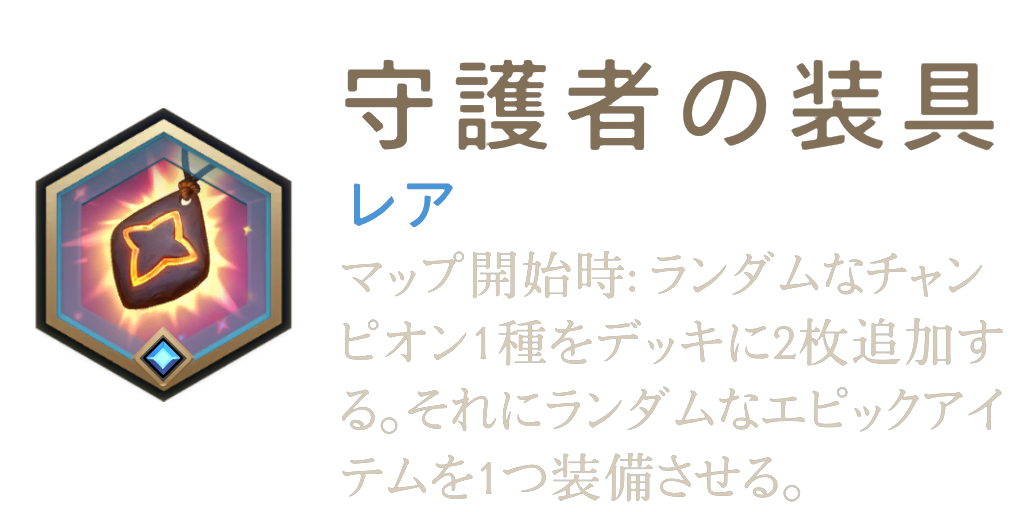 守護者の装具
レア
マップ開始時: ランダムなチャン
ピオン1種をデッキに2枚追加す
る。それにランダムなエピックアイ
テムを1つ装備させる。